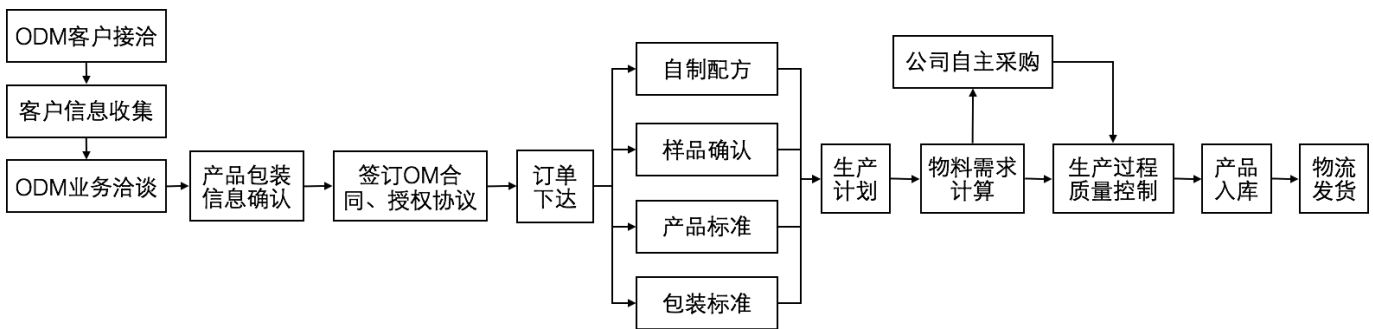 ODM客户接洽
客户信息收集
ODM业务洽谈
产品包装
信息确认
签订OM合
同、授权协议
订单
下达
自制配方
样品确认
产品标准
包装标准
生产
计划
物料需求
计算
公司自主采购
生产过程
质量控制
产品
入库
物流
发货